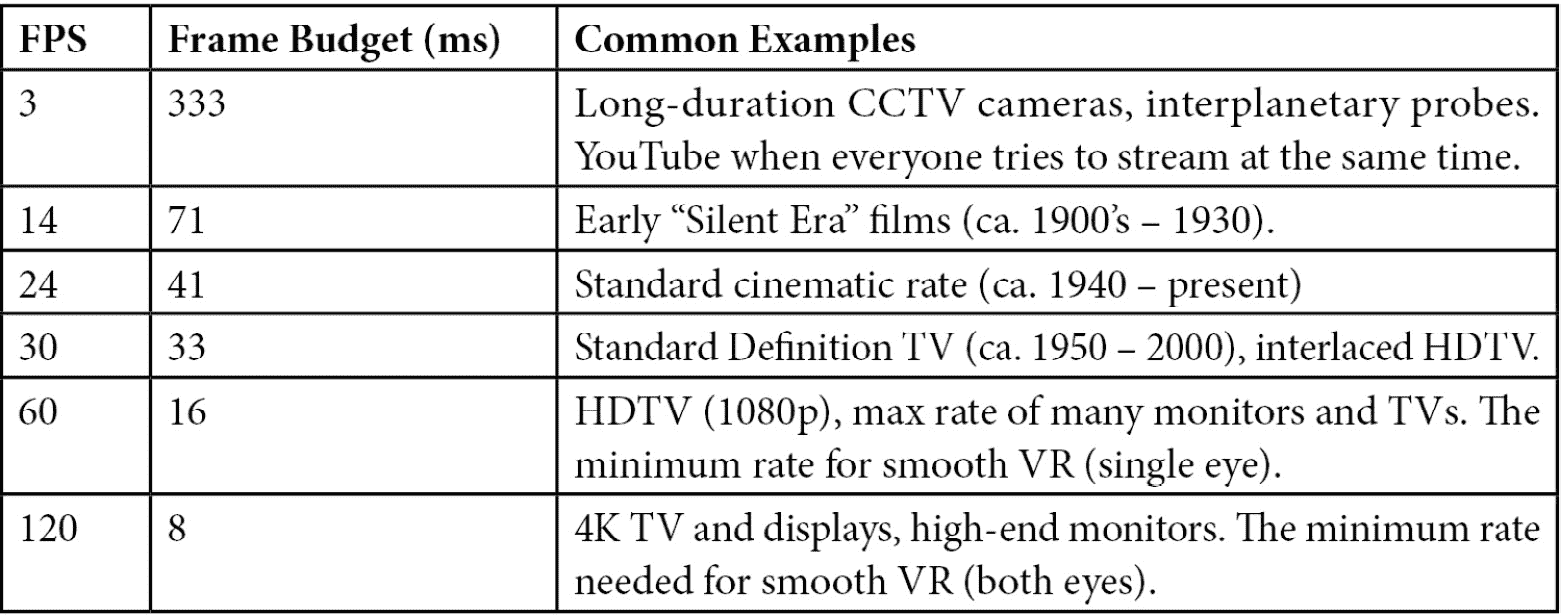 FPS Frame Budget (ms) Common Examples
3 333 Long-duration CCTV cameras, interplanetary probes.
YouTube when everyone tries to stream at the same time.
14 71 Early “Silent Era” films (ca. 1900’s – 1930).
24 41 Standard cinematic rate (ca. 1940 – present)
30 33 Standard Definition TV (ca. 1950 – 2000), interlaced HDTV.
60 16 HDTV (1080p), max rate of many monitors and TVs. The
minimum rate for smooth VR (single eye).
120 8 4K TV and displays, high-end monitors. The minimum rate
needed for smooth VR (both eyes).